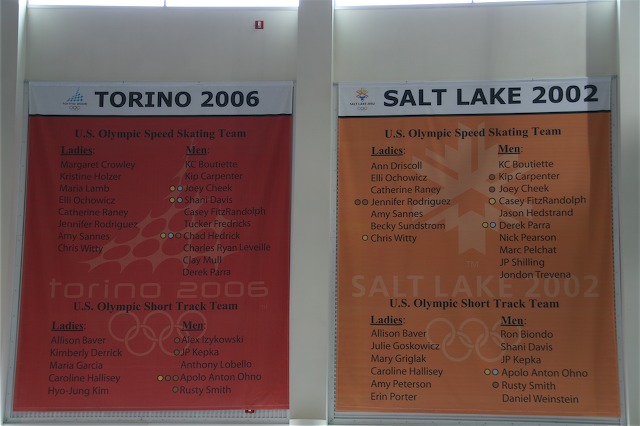 TORINO 2006
U.S. Olympic Speed Skating Team
Ladies:
Margaret Crowley
Kristine Holzer
Maria Lamb
Elli Ochowicz
Catherine Raney
Jennifer Rodriguez
Amy Sannes
Chris Witty
Men:
KC Boutiette
Kip Carpenter
Joey Cheek
Shani Davis
Casey FitzRandolph
Tucker Fredricks
Chad Hedrick
Charles Ryan Leveille
Clay Mull
Derek Parra
torino 2006
U.S. Olympic Short Track Team
Ladies:
Allison Baver
Kimberly Derrick
Maria Garcia
Caroline Hallisey
Hyo-Jung Kim
Men:
Alex Izykowski
JP Kepka
Anthony Lobello
Apolo Anton Ohno
Rusty Smith
SALT LAKE 2002
U.S. Olympic Speed Skating Team
Ladies:
Ann Driscoll
Elli Ochowicz
Catherine Raney
Jennifer Rodriguez
Amy Sannes
Becky Sundstrom
Chris Witty
Men:
KC Boutiette
Kip Carpenter
Joey Cheek
Casey FitzRandolph
Jason Hedstrand
Derek Parra
Nick Pearson
Marc Pelchat
JP Shilling
Jondon Trevena
SALT LAKE 2002
U.S. Olympic Short Track Team
Ladies:
Allison Baver
Julie Goskowicz
Mary Griglak
Caroline Hallisey
Amy Peterson
Erin Porter
Men:
Ron Biondo
Shani Davis
JP Kepka
Apolo Anton Ohno
Rusty Smith
Daniel Weinstein